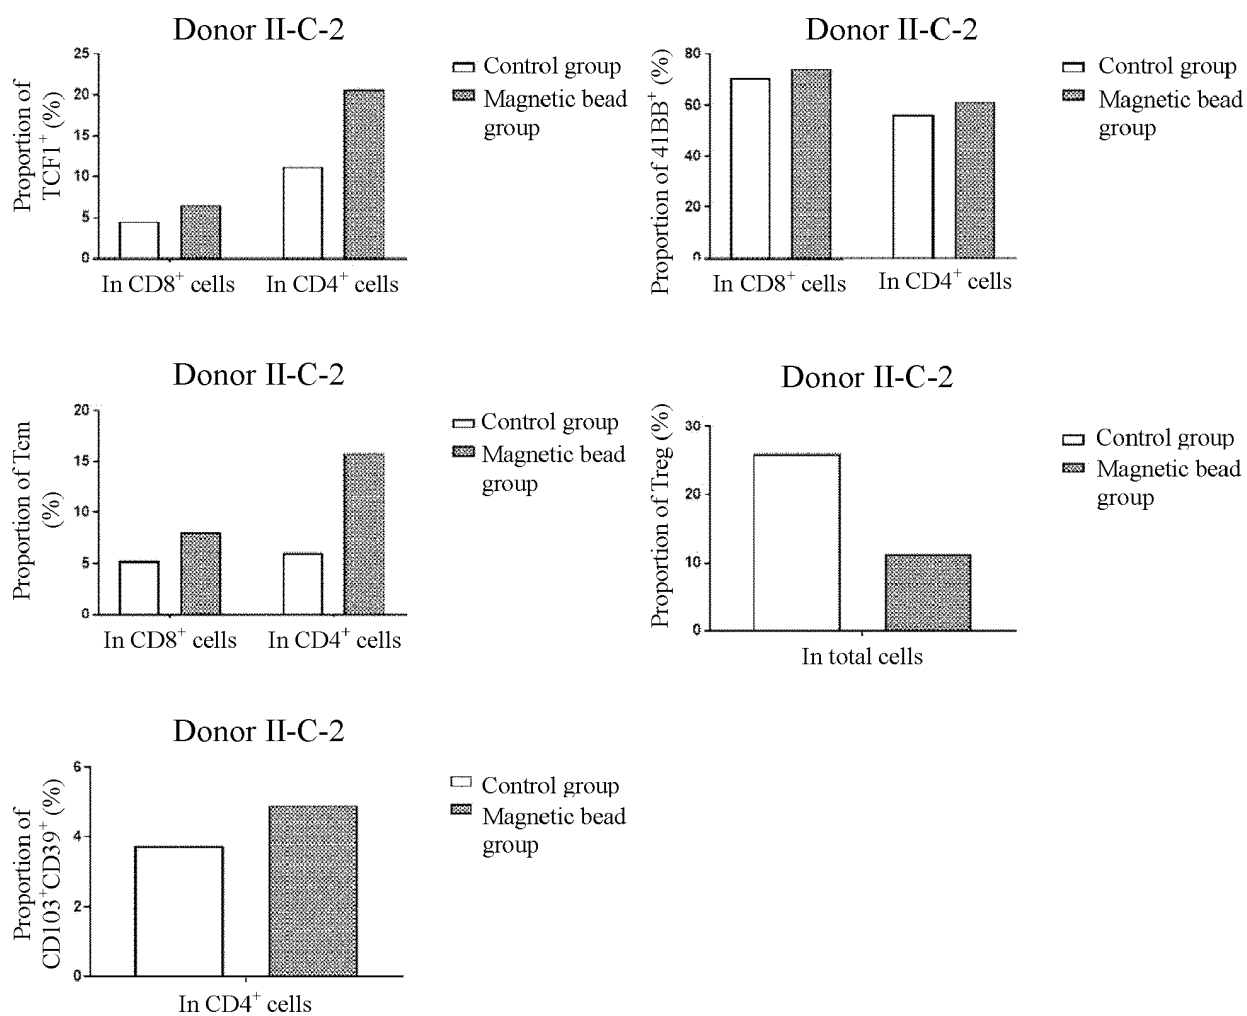 Donor II-C-2
Proportion of
TCF1⁺ (%)
25
20
15
10
5
0
In CD8⁺ cells
In CD4⁺ cells
Control group
Magnetic bead
group
Donor II-C-2
Proportion of 41BB⁺ (%)
80
60
40
20
0
In CD8⁺ cells
In CD4⁺ cells
Control group
Magnetic bead
group
Donor II-C-2
Proportion of Tcm
(%)
20
15
10
5
0
In CD8⁺ cells
In CD4⁺ cells
Control group
Magnetic bead
group
Donor II-C-2
Proportion of Treg (%)
30
20
10
0
In total cells
Control group
Magnetic bead
group
Donor II-C-2
Proportion of
CD103⁺CD39⁺ (%)
6
4
2
0
In CD4⁺ cells
Control group
Magnetic bead
group